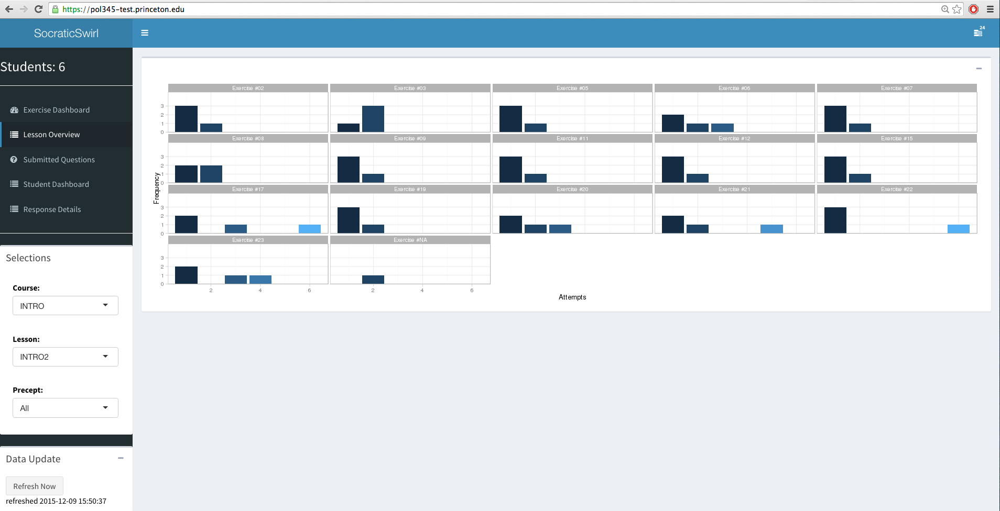 https://pol345-test.princeton.edu
SocraticSwirl
24
Students: 6
Exercise Dashboard
Lesson Overview
Submitted Questions
Student Dashboard
Response Details
Selections
Course:
INTRO
Lesson:
INTRO2
Precept:
All
Data Update
Refresh Now
refreshed 2015-12-09 15:50:37
Frequency
Exercise #02 Exercise #03 Exercise #05 Exercise #06 Exercise #07
3
2
1
0
Exercise #08 Exercise #09 Exercise #11 Exercise #12 Exercise #15
3
2
1
0
Exercise #17 Exercise #19 Exercise #20 Exercise #21 Exercise #22
3
2
1
0
Exercise #23 Exercise #NA
3
2
1
0
2 4 6 2 4 6
Attempts